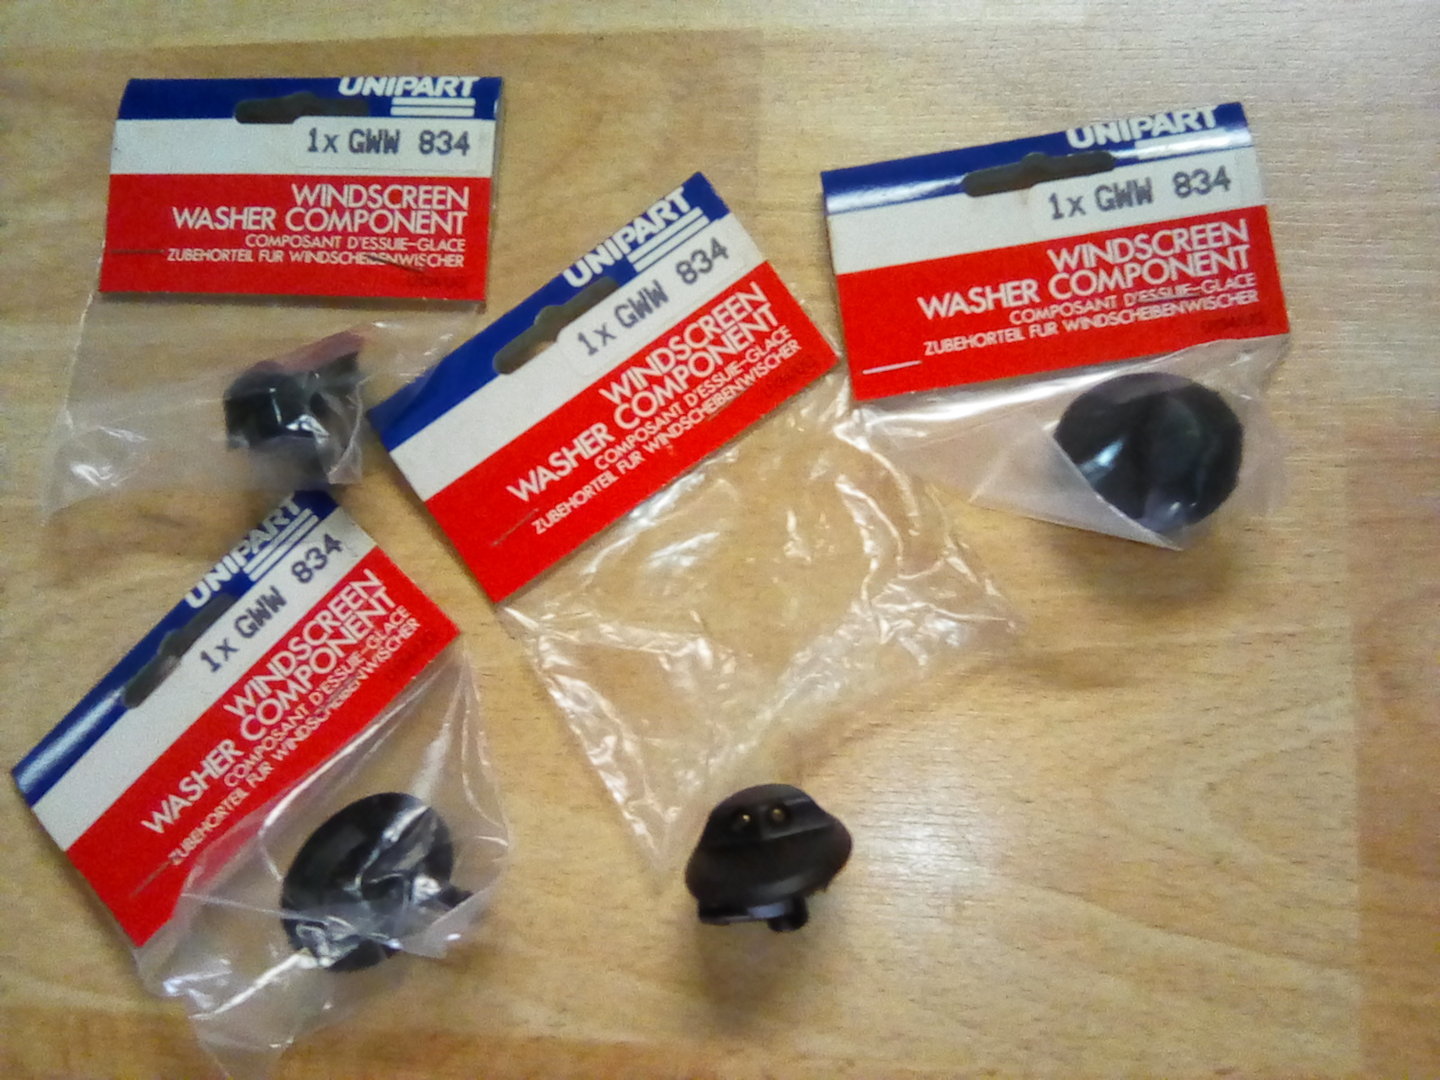 UNIPART
1x GWW 834
WINDSCREEN
WASHER COMPONENT
COMPOSANT D'ESSUIE-GLACE
ZUBEHORTEIL FUR WINDSCHEIBENWISCHER
UNIPART
1x GWW 834
WINDSCREEN
WASHER COMPONENT
COMPOSANT D'ESSUIE-GLACE
ZUBEHORTEIL FUR WINDSCHEIBENWISCHER
UNIPART
1x GWW 834
WINDSCREEN
WASHER COMPONENT
COMPOSANT D'ESSUIE-GLACE
ZUBEHORTEIL FUR WINDSCHEIBENWISCHER
UNIPART
1x GWW 834
WINDSCREEN
WASHER COMPONENT
COMPOSANT D'ESSUIE-GLACE
ZUBEHORTEIL FUR WINDSCHEIBENWISCHER